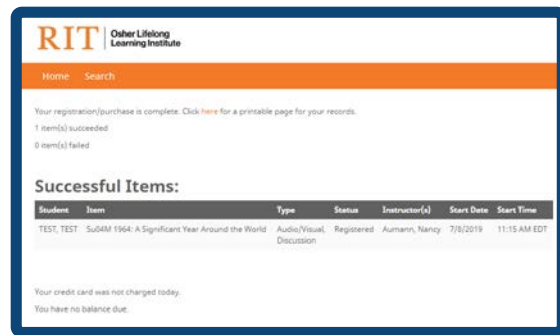 RIT Osher Lifelong
Learning Institute
Home Search
Your registration/purchase is complete. Click here for a printable page for your records.
1 item(s) succeeded
0 item(s) failed
Successful Items:
Student Item Type Status Instructor(s) Start Date Start Time
TEST, TEST Su04M 1964: A Significant Year Around the World Audio/Visual, Registered Aumann, Nancy 7/8/2019 11:15 AM EDT
Discussion
Your credit card was not charged today.
You have no balance due.